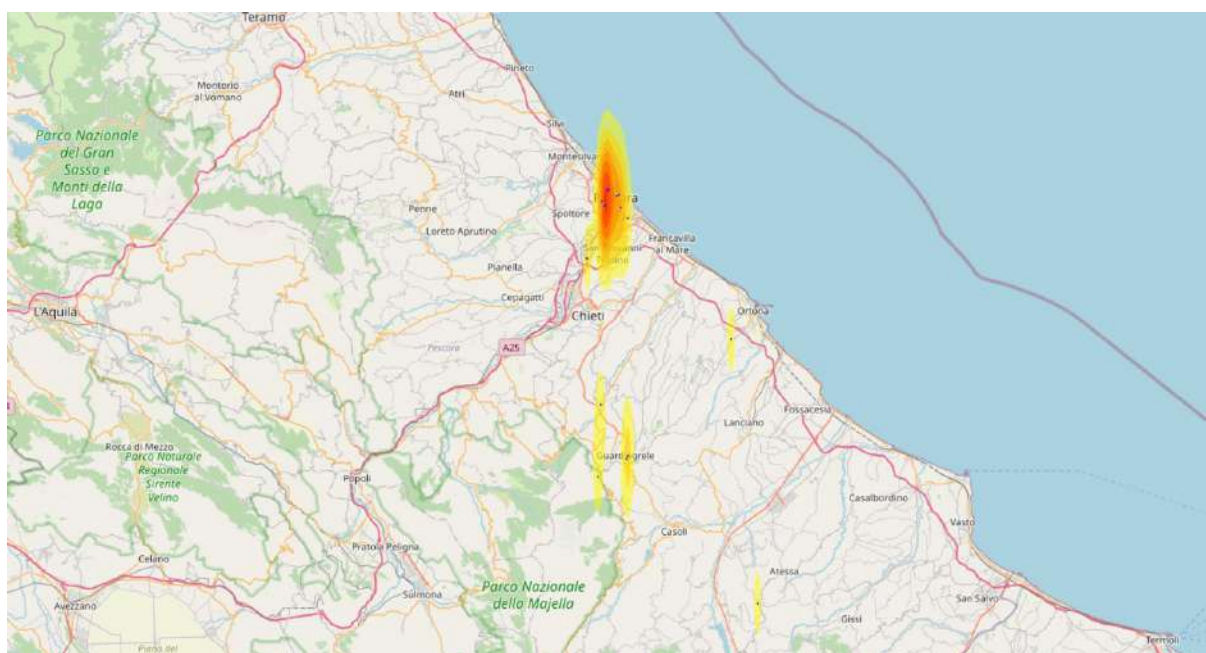 Teramo
Pineto
Montorio
al Vomano
Atri
Silvi
Parco Nazionale
del Gran
Sasso e
Monti della
Laga
Montesilva
Penne
Spoltore
Loreto Aprutino
Francavilla
al Mare
Pianella
Cepagatti
L'Aquila
Chieti
Ortona
A25
Pescara
Lanciano
Fossacesia
Rocca di Mezzo
Parco Naturale
Regionale
Sirente
Velino
Popoli
Casalbordino
Vasto
Casoli
Pratola Peligna
Celano
Atessa
Parco Nazionale
della Majella
Sulmona
San Salvo
Avezzano
Gissi
Termoli
Piana del